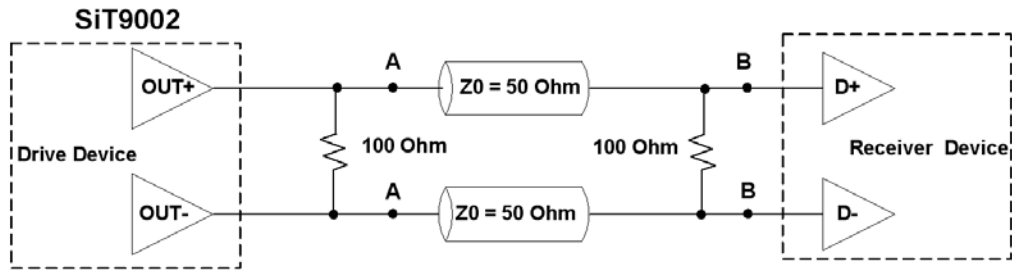 SiT9002
A
B
OUT+
Z0 = 50 Ohm
D+
Drive Device
100 Ohm
100 Ohm
Receiver Device
A
B
OUT-
Z0 = 50 Ohm
D-